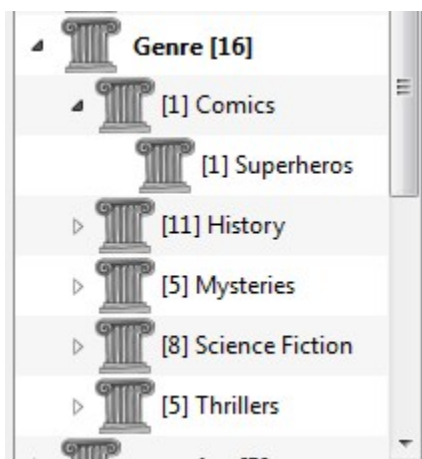 Genre [16]
[1] Comics
[1] Superheros
[11] History
[5] Mysteries
[8] Science Fiction
[5] Thrillers